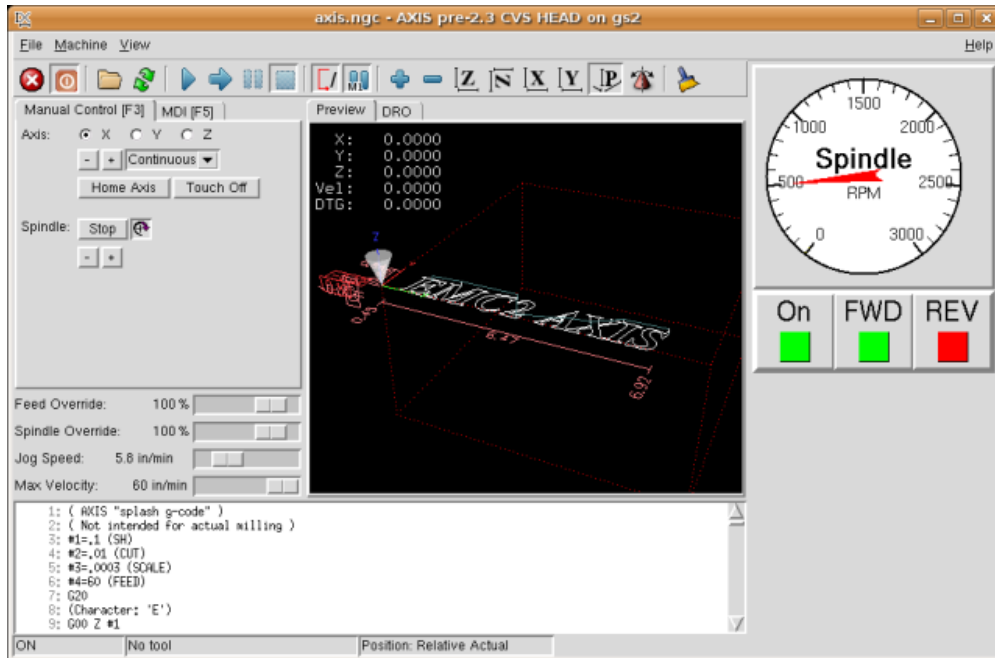 axis.ngc - AXIS pre-2.3 CVS HEAD on gs2
File Machine View Help
Manual Control [F3] MDI [F5]
Axis: X Y Z
- + Continuous
Home Axis Touch Off
Spindle: Stop
- +
Feed Override: 100 %
Spindle Override: 100 %
Jog Speed: 5.8 in/min
Max Velocity: 60 in/min
Preview DRO
X: 0.0000
Y: 0.0000
Z: 0.0000
Vel: 0.0000
DTG: 0.0000
Z
EMC2 AXIS
0.45
6.47
6.92
0 500 1000 1500 2000 2500 3000
Spindle
RPM
On FWD REV
1: ( AXIS "splash g-code" )
2: ( Not intended for actual milling )
3: #1=.1 (SH)
4: #2=.01 (CUT)
5: #3=.0003 (SCALE)
6: #4=60 (FEED)
7: G20
8: (Character: 'E')
9: G00 Z #1
ON No tool Position: Relative Actual